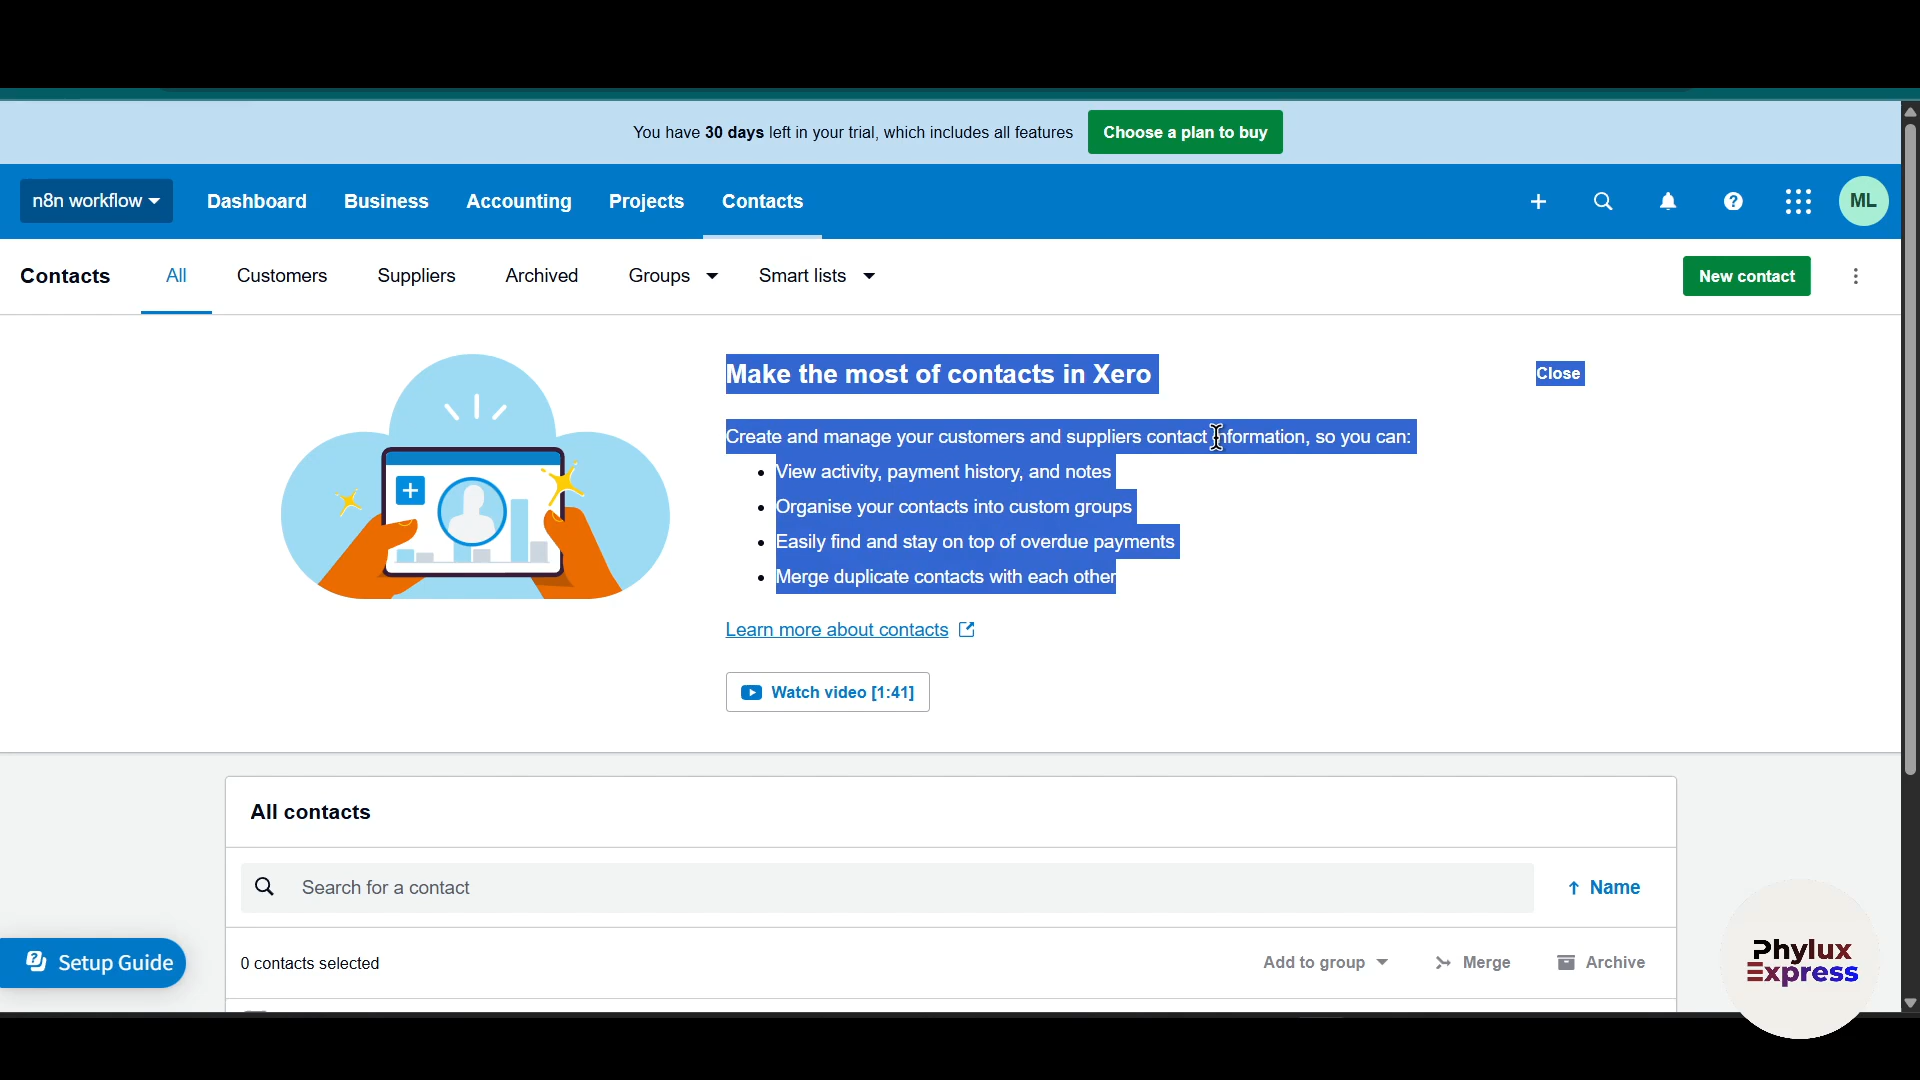 You have 30 days left in your trial, which includes all features
Choose a plan to buy
n8n workflow
Dashboard
Business
Accounting
Projects
Contacts
ML
Contacts
All
Customers
Suppliers
Archived
Groups
Smart lists
New contact
Make the most of contacts in Xero
Close
Create and manage your customers and suppliers contact information, so you can:
View activity, payment history, and notes
Organise your contacts into custom groups
Easily find and stay on top of overdue payments
Merge duplicate contacts with each other
Learn more about contacts
Watch video [1:41]
All contacts
Search for a contact
Name
Setup Guide
0 contacts selected
Add to group
Merge
Archive
Phylux
Express